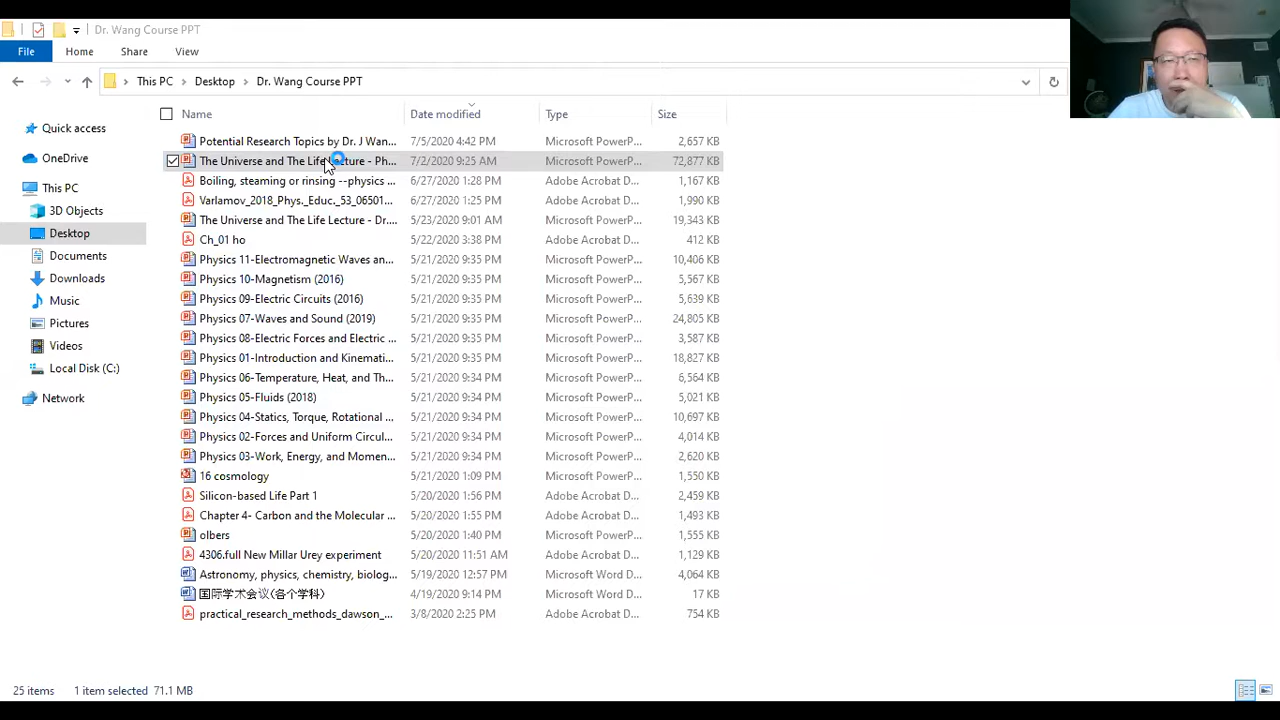 Dr. Wang Course PPT
File Home Share View
This PC Desktop Dr. Wang Course PPT
Name Date modified Type Size
Quick access
OneDrive
This PC
3D Objects
Desktop
Documents
Downloads
Music
Pictures
Videos
Local Disk (C:)
Network
Potential Research Topics by Dr. J Wan... 7/5/2020 4:42 PM Microsoft PowerP... 2,657 KB
The Universe and The Life Lecture - Ph... 7/2/2020 9:25 AM Microsoft PowerP... 72,877 KB
Boiling, steaming or rinsing --physics ... 6/27/2020 1:28 PM Adobe Acrobat D... 1,167 KB
Varlamov_2018_Phys._Educ._53_06501... 6/27/2020 1:25 PM Adobe Acrobat D... 1,990 KB
The Universe and The Life Lecture - Dr.... 5/23/2020 9:01 AM Microsoft PowerP... 19,343 KB
Ch_01 ho 5/22/2020 3:38 PM Adobe Acrobat D... 412 KB
Physics 11-Electromagnetic Waves an... 5/21/2020 9:35 PM Microsoft PowerP... 10,406 KB
Physics 10-Magnetism (2016) 5/21/2020 9:35 PM Microsoft PowerP... 5,567 KB
Physics 09-Electric Circuits (2016) 5/21/2020 9:35 PM Microsoft PowerP... 5,639 KB
Physics 07-Waves and Sound (2019) 5/21/2020 9:35 PM Microsoft PowerP... 24,805 KB
Physics 08-Electric Forces and Electric ... 5/21/2020 9:35 PM Microsoft PowerP... 3,587 KB
Physics 01-Introduction and Kinemati... 5/21/2020 9:35 PM Microsoft PowerP... 18,827 KB
Physics 06-Temperature, Heat, and Th... 5/21/2020 9:34 PM Microsoft PowerP... 6,564 KB
Physics 05-Fluids (2018) 5/21/2020 9:34 PM Microsoft PowerP... 5,021 KB
Physics 04-Statics, Torque, Rotational ... 5/21/2020 9:34 PM Microsoft PowerP... 10,697 KB
Physics 02-Forces and Uniform Circul... 5/21/2020 9:34 PM Microsoft PowerP... 4,014 KB
Physics 03-Work, Energy, and Momen... 5/21/2020 9:34 PM Microsoft PowerP... 2,620 KB
16 cosmology 5/21/2020 1:09 PM Microsoft PowerP... 1,550 KB
Silicon-based Life Part 1 5/20/2020 1:56 PM Adobe Acrobat D... 2,459 KB
Chapter 4- Carbon and the Molecular ... 5/20/2020 1:55 PM Adobe Acrobat D... 1,493 KB
olbers 5/20/2020 1:40 PM Microsoft PowerP... 1,555 KB
4306.full New Millar Urey experiment 5/20/2020 11:51 AM Adobe Acrobat D... 1,129 KB
Astronomy, physics, chemistry, biolog... 5/19/2020 12:57 PM Microsoft Word D... 4,064 KB
国际学术会议(各个学科) 4/19/2020 9:14 PM Microsoft Word D... 17 KB
practical_research_methods_dawson_... 3/8/2020 2:25 PM Adobe Acrobat D... 754 KB
25 items 1 item selected 71.1 MB